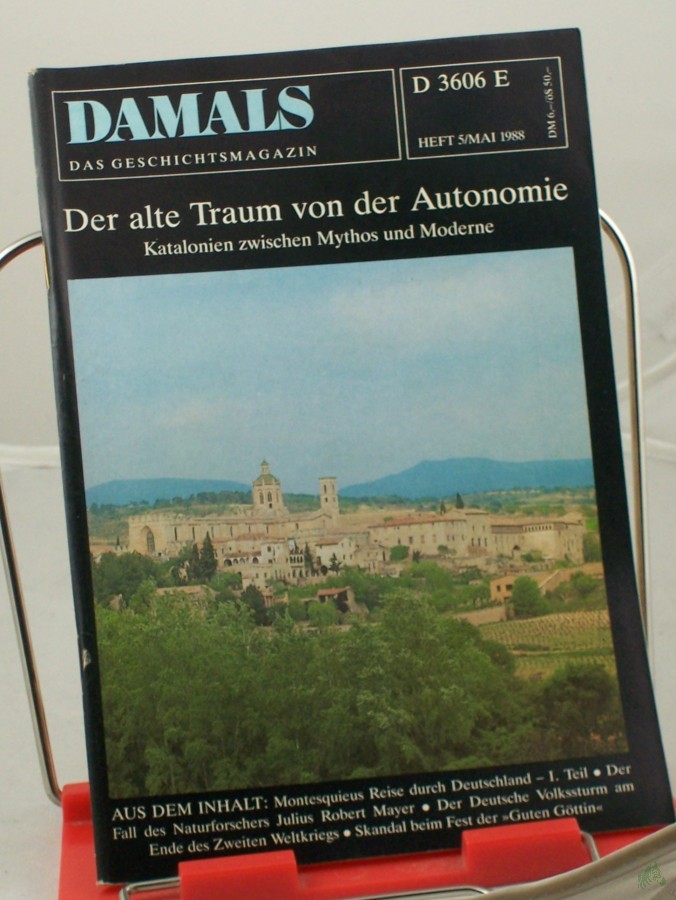 DAMALS
DAS GESCHICHTSMAGAZIN
D 3606 E
HEFT 5/MAI 1988
DM 6,–/öS 50,–
Der alte Traum von der Autonomie
Katalonien zwischen Mythos und Moderne
AUS DEM INHALT: Montesquieus Reise durch Deutschland – 1. Teil • Der
Fall des Naturforschers Julius Robert Mayer • Der Deutsche Volkssturm am
Ende des Zweiten Weltkriegs • Skandal beim Fest der »Guten Göttin«